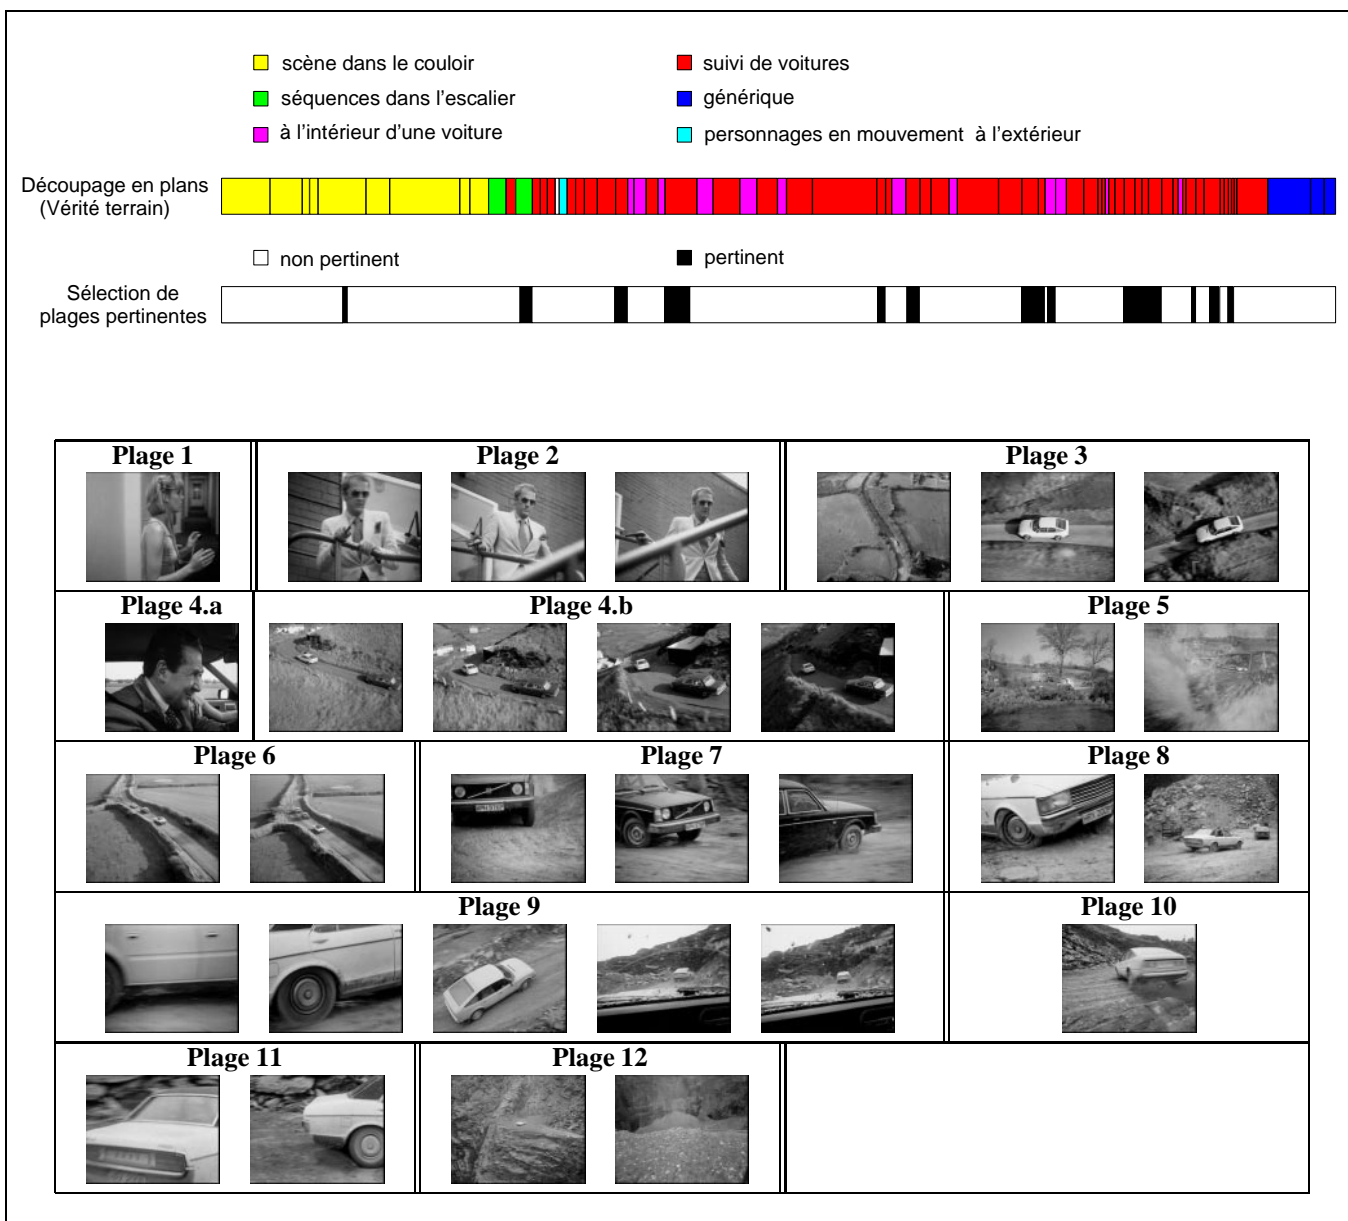 scène dans le couloir
suivi de voitures
séquences dans l'escalier
générique
à l'intérieur d'une voiture
personnages en mouvement à l'extérieur
Découpage en plans
(Vérité terrain)
non pertinent
pertinent
Sélection de
plages pertinentes
Plage 1
Plage 2
Plage 3
Plage 4.a
Plage 4.b
Plage 5
Plage 6
Plage 7
Plage 8
Plage 9
Plage 10
Plage 11
Plage 12